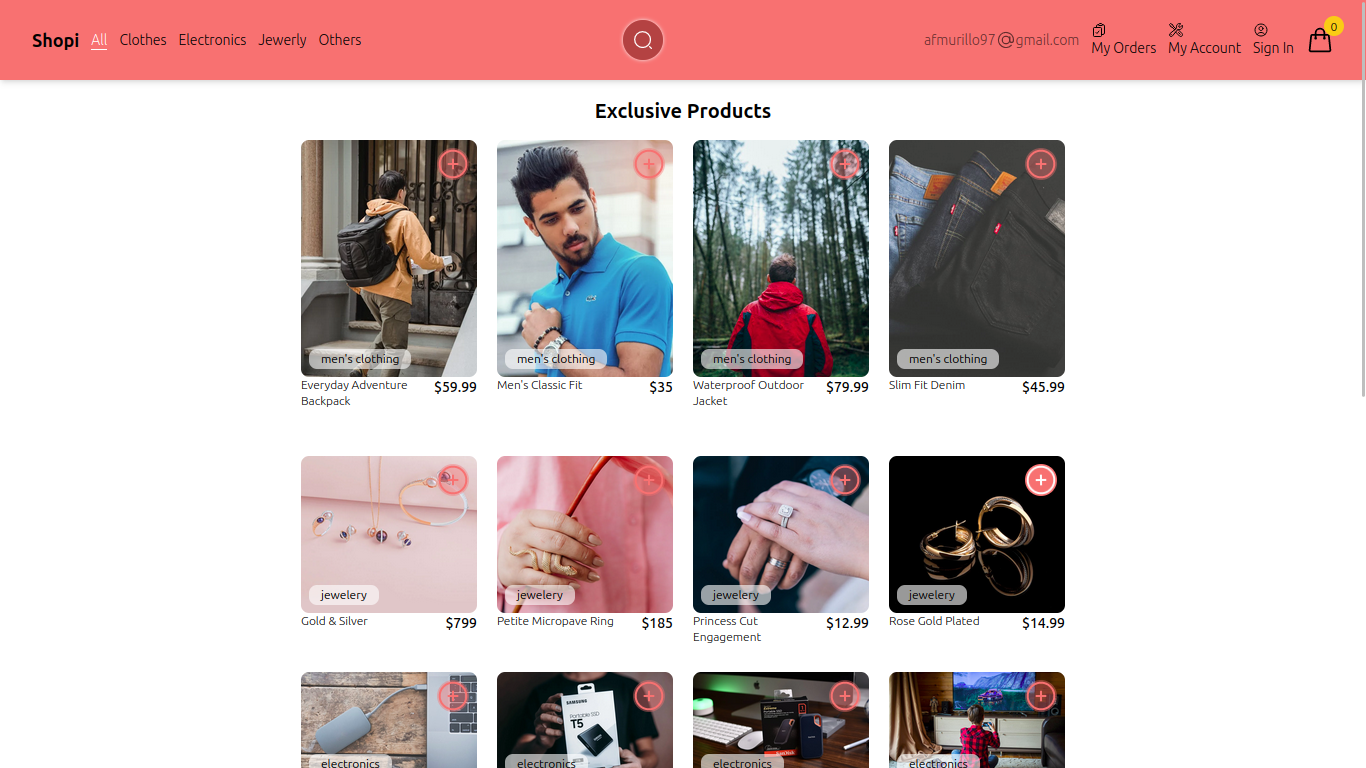 Shopi All Clothes Electronics Jewerly Others
afmurillo97@gmail.com
My Orders
My Account
Sign In
0
Exclusive Products
men's clothing
Everyday Adventure
Backpack
$59.99
men's clothing
Men's Classic Fit
$35
men's clothing
Waterproof Outdoor
Jacket
$79.99
men's clothing
Slim Fit Denim
$45.99
jewelery
Gold & Silver
$799
jewelery
Petite Micropave Ring
$185
jewelery
Princess Cut
Engagement
$12.99
jewelery
Rose Gold Plated
$14.99
electronics
SAMSUNG
Portable SSD
T5
electronics
electronics
electronics